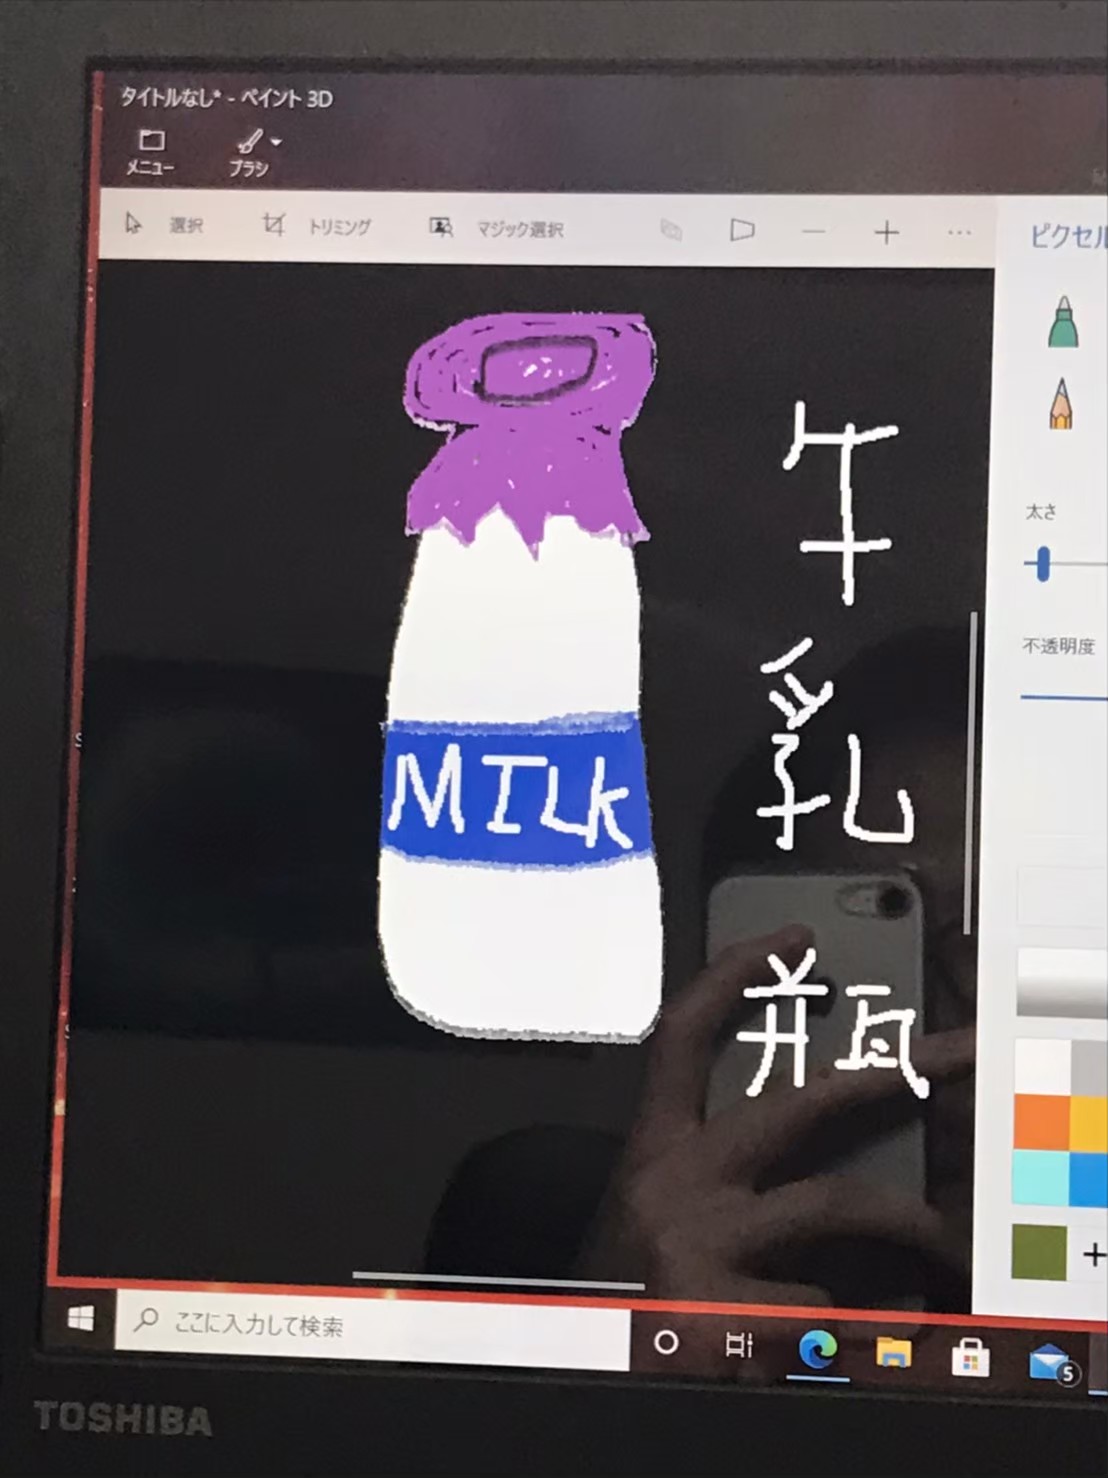 タイトルなし* - ペイント 3D
メニュー
ブラシ
選択
トリミング
マジック選択
ピクセル
太さ
不透明度
MILK
午乳瓶
ここに入力して検索
5
TOSHIBA